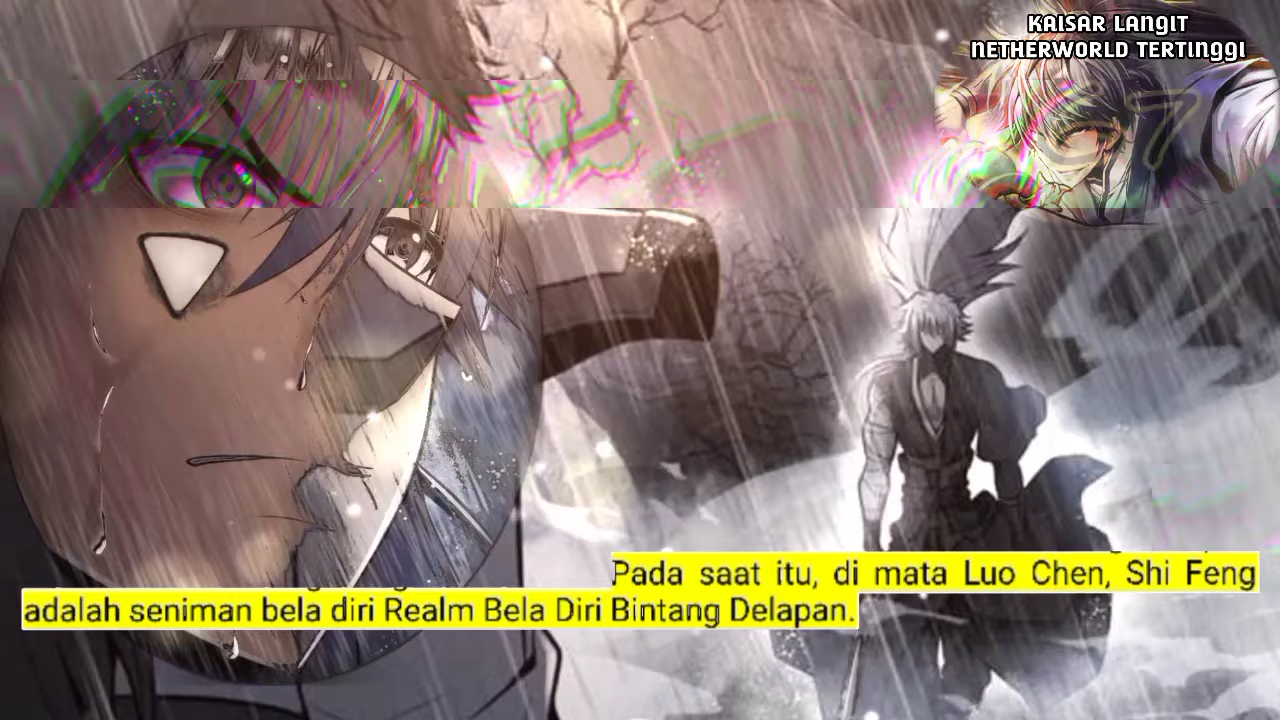 KAISAR LANGIT
NETHERWORLD TERTINGGI
67
Pada saat itu, di mata Luo Chen, Shi Feng
adalah seniman bela diri Realm Bela Diri Bintang Delapan.